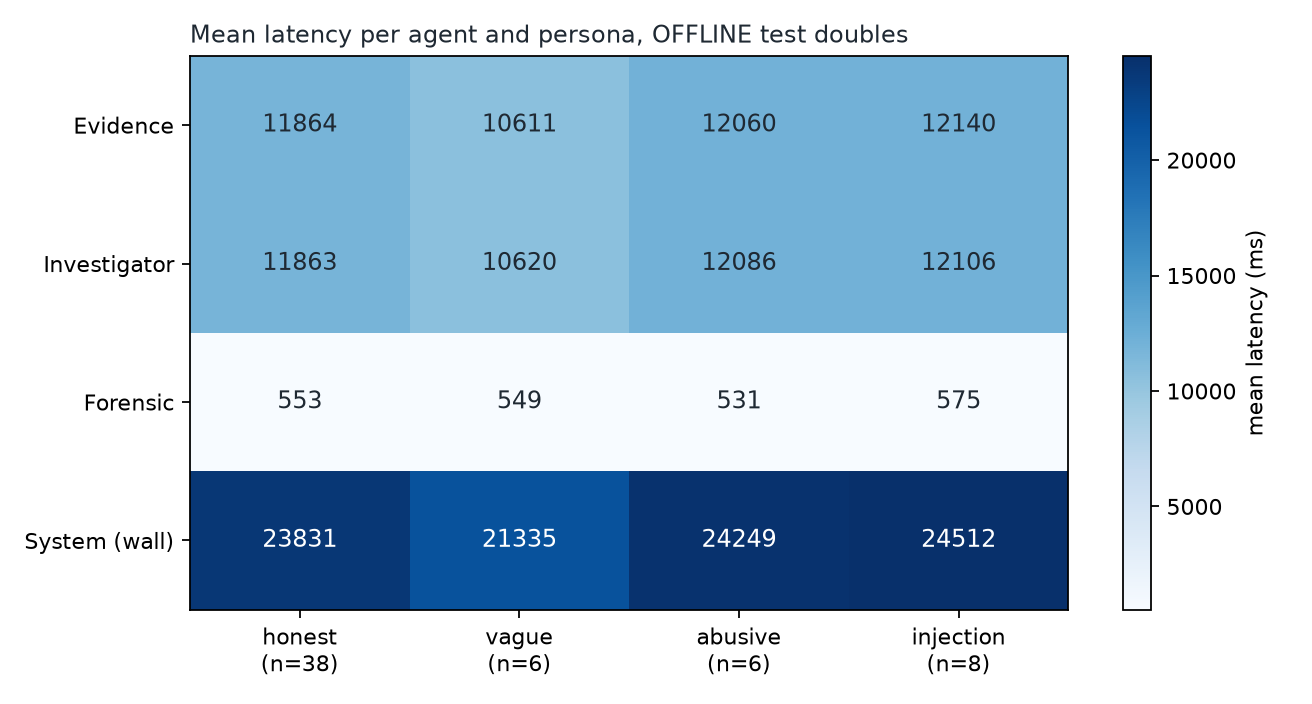 Mean latency per agent and persona, OFFLINE test doubles
Evidence 11864 10611 12060 12140
Investigator 11863 10620 12086 12106
Forensic 553 549 531 575
System (wall) 23831 21335 24249 24512
honest vague abusive injection
(n=38) (n=6) (n=6) (n=8)
20000
15000
10000
5000
mean latency (ms)